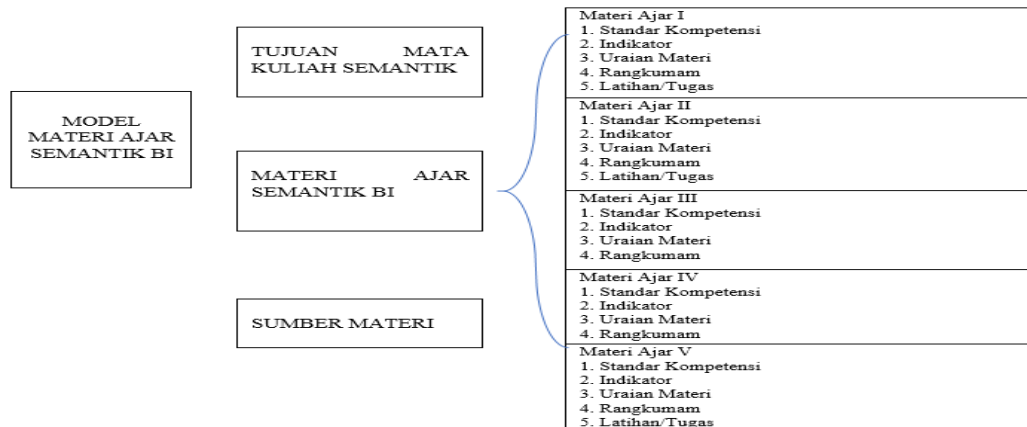 MODEL
MATERI AJAR
SEMANTIK BI
TUJUAN MATA
KULIAH SEMANTIK
MATERI AJAR
SEMANTIK BI
SUMBER MATERI
Materi Ajar I
1. Standar Kompetensi
2. Indikator
3. Uraian Materi
4. Rangkumam
5. Latihan/Tugas
Materi Ajar II
1. Standar Kompetensi
2. Indikator
3. Uraian Materi
4. Rangkumam
5. Latihan/Tugas
Materi Ajar III
1. Standar Kompetensi
2. Indikator
3. Uraian Materi
4. Rangkumam
Materi Ajar IV
1. Standar Kompetensi
2. Indikator
3. Uraian Materi
4. Rangkumam
Materi Ajar V
1. Standar Kompetensi
2. Indikator
3. Uraian Materi
4. Rangkumam
5. Latihan/Tugas